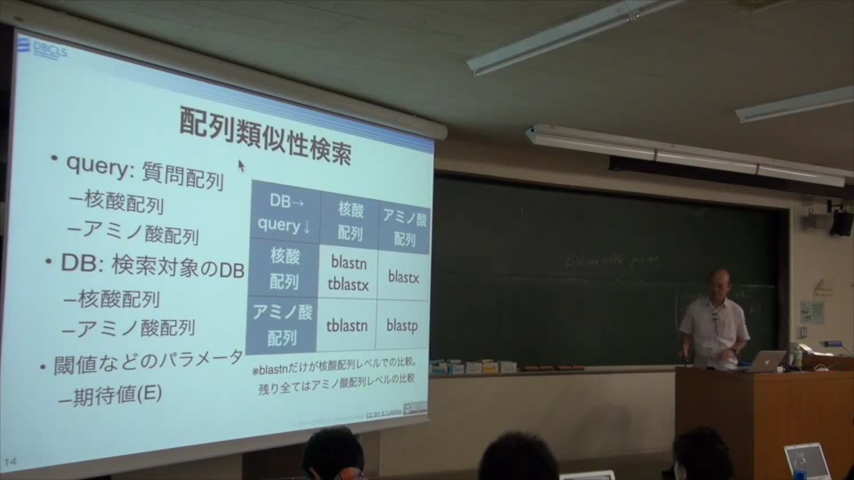 DBCLS
配列類似性検索
• query: 質問配列
–核酸配列
–アミノ酸配列
• DB: 検索対象のDB
–核酸配列
–アミノ酸配列
• 閾値などのパラメータ
–期待値(E)
DB→
query↓
核酸
配列
アミノ酸
配列
核酸
配列
blastn
tblastx
blastx
アミノ酸
配列
tblastn
blastp
※blastnだけが核酸配列レベルでの比較。
残り全てはアミノ酸配列レベルの比較
14